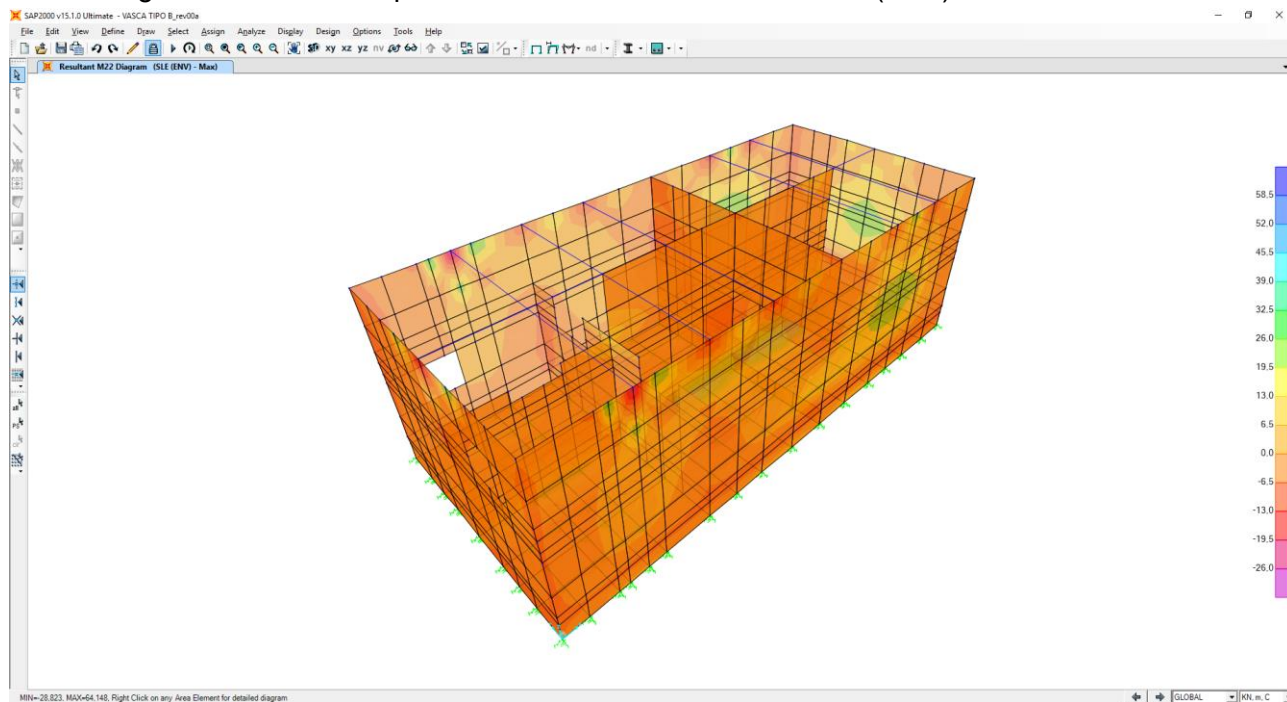 SAP2000 v15.1.0 Ultimate - VASCA TIPO B_rev00a
File Edit View Define Draw Select Assign Analyze Display Design Options Tools Help
xy xz yz nv nd
Resultant M22 Diagram (SLE (ENV) - Max)
58.5
52.0
45.5
39.0
32.5
26.0
19.5
13.0
6.5
0.0
-6.5
-13.0
-19.5
-26.0
MIN=-28.823, MAX=64.148, Right Click on any Area Element for detailed diagram
GLOBAL KN, m, C